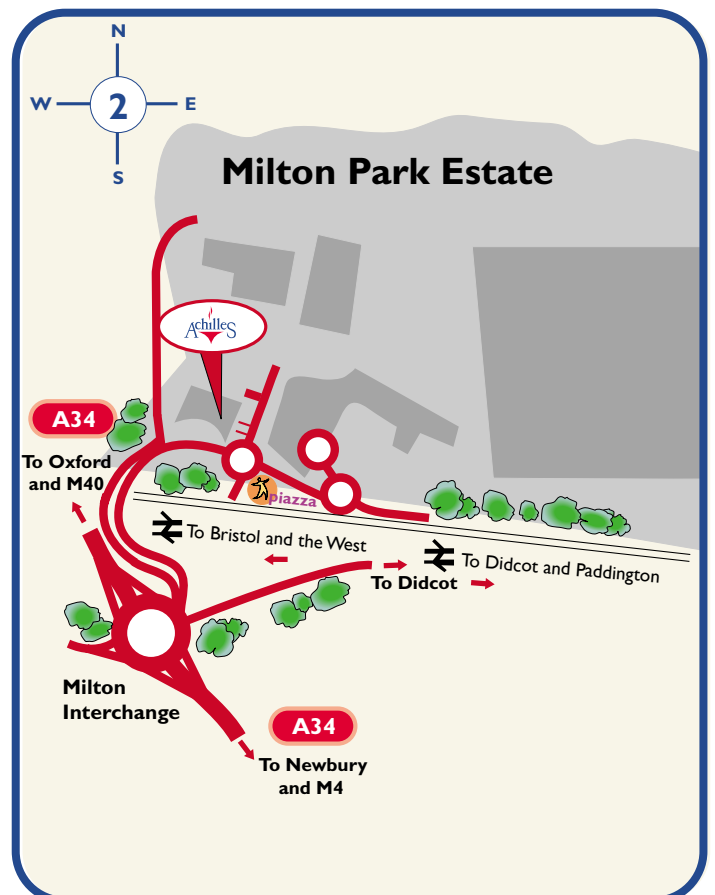 N
W 2 E
S
Milton Park Estate
AchilleS
A34
To Oxford
and M40
piazza
To Bristol and the West
To Didcot and Paddington
To Didcot
Milton
Interchange
A34
To Newbury
and M4